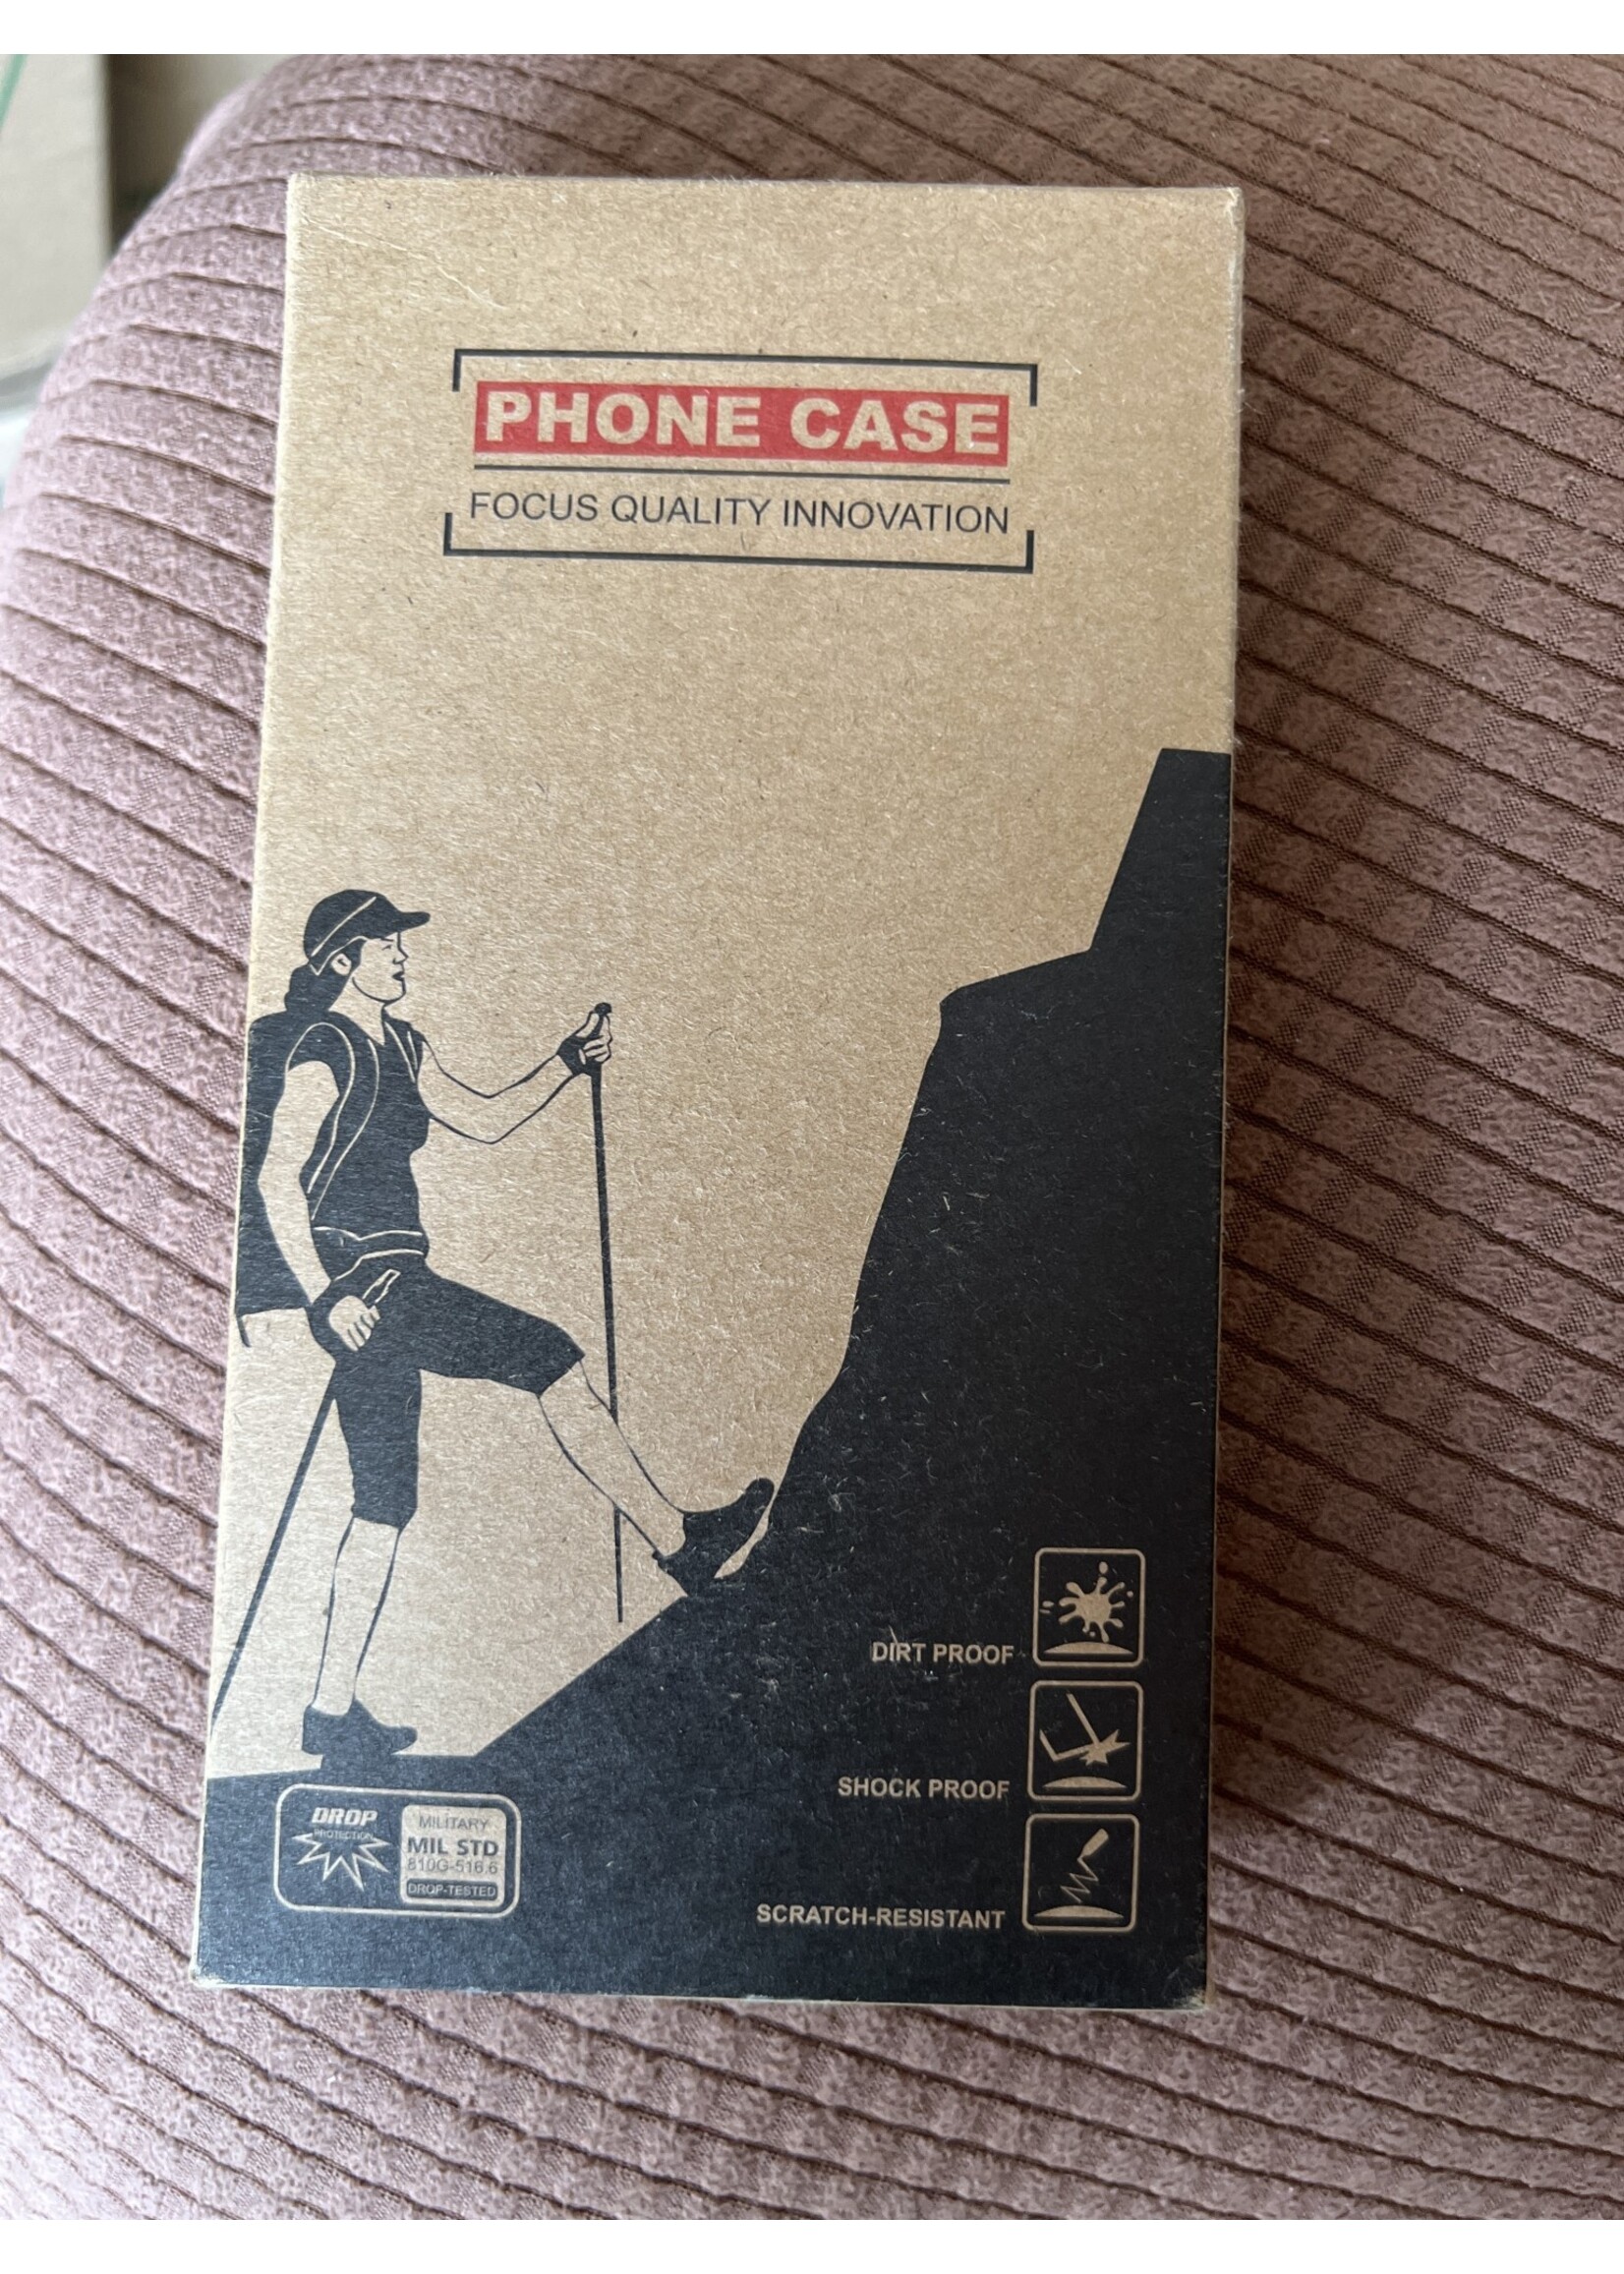 PHONE CASE
FOCUS QUALITY INNOVATION
DIRT PROOF
SHOCK PROOF
SCRATCH-RESISTANT
DROP
PROTECTION
MILITARY
MIL STD
810G-516.6
DROP-TESTED